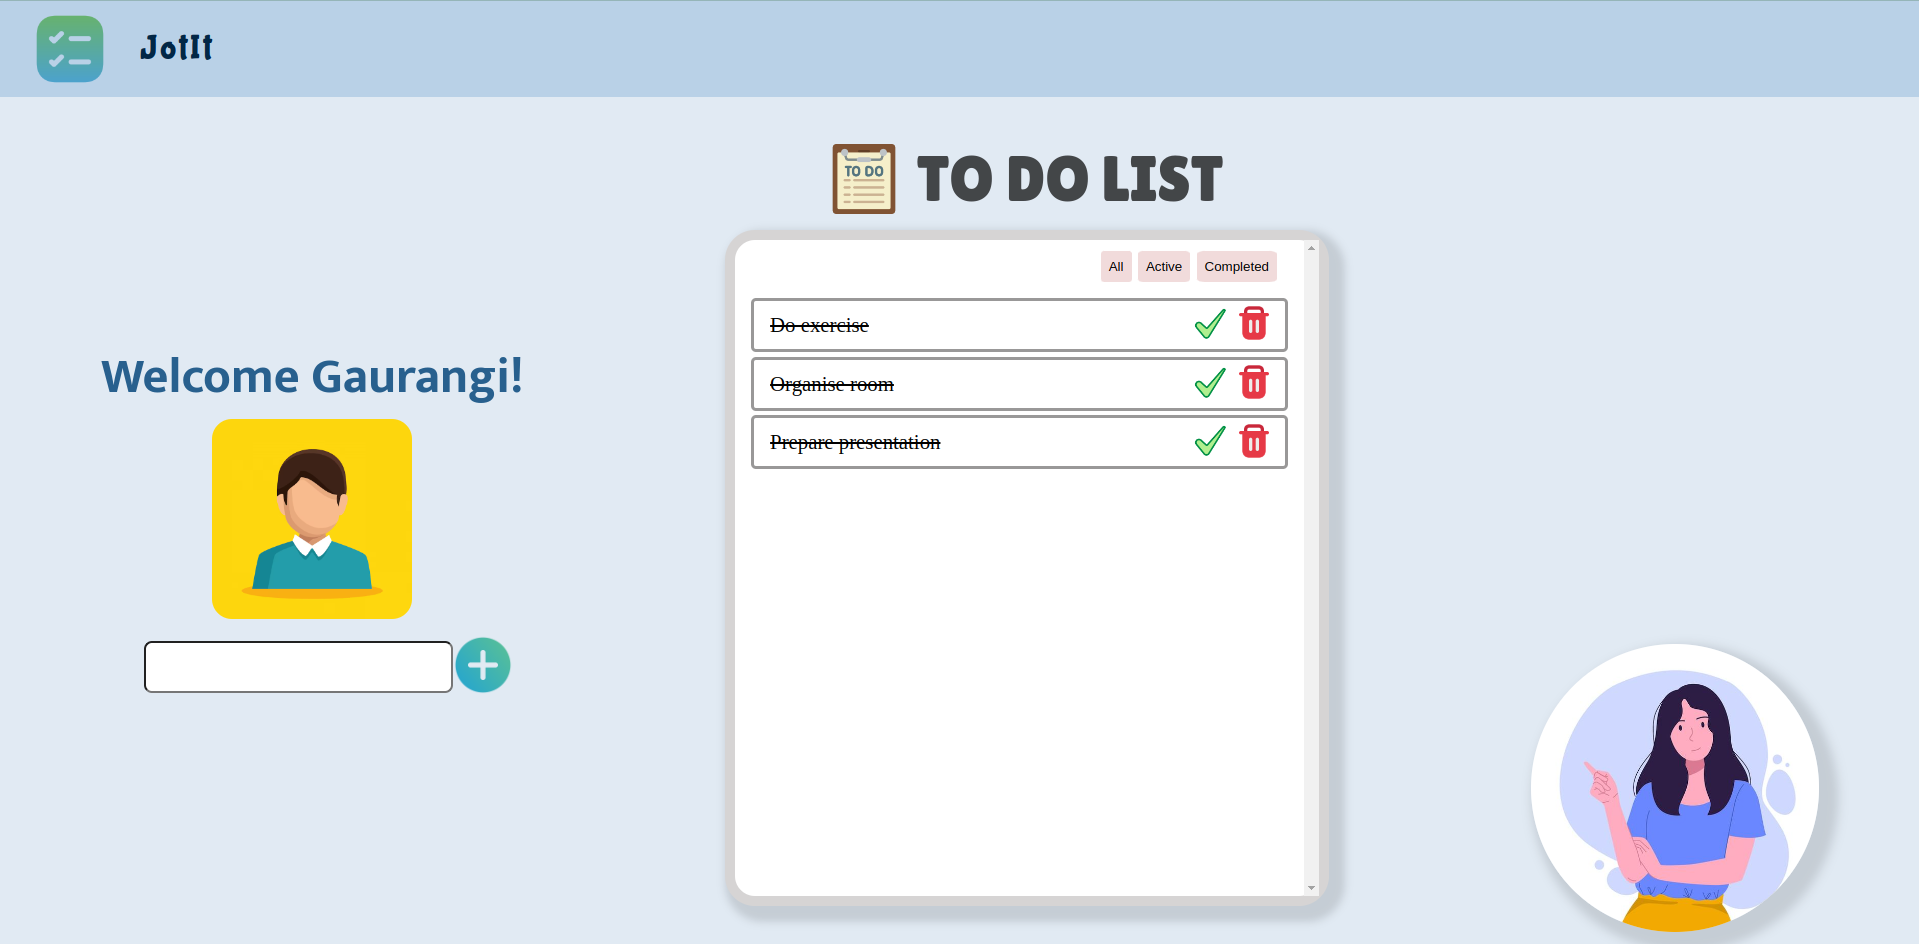 JotIt
TO DO
TO DO LIST
All Active Completed
Do exercise
Organise room
Prepare presentation
Welcome Gaurangi!